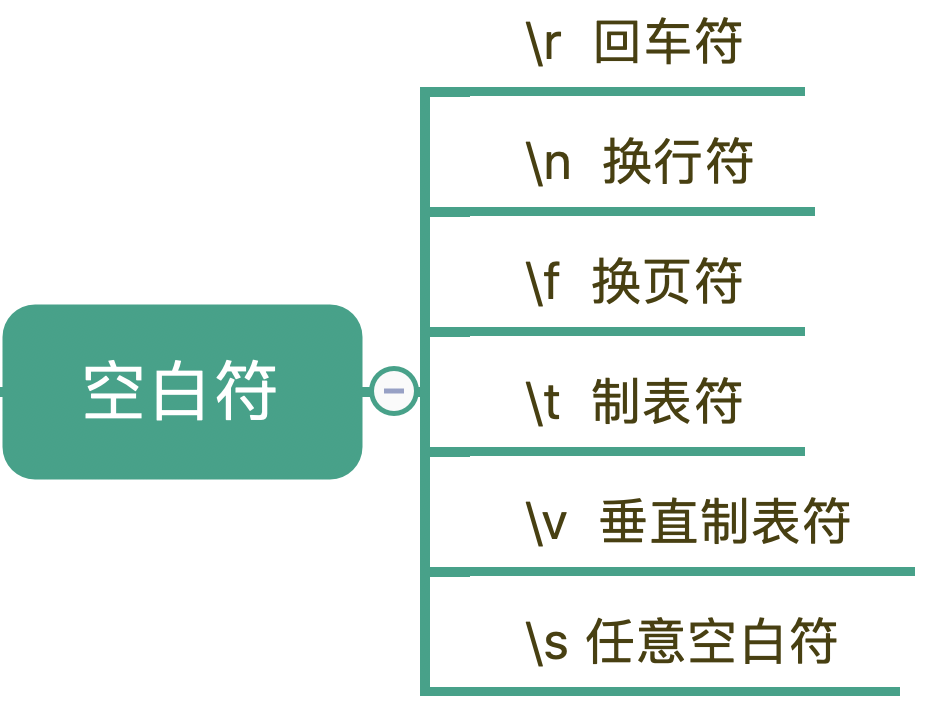 \r 回车符
\n 换行符
\f 换页符
空白符
\t 制表符
\v 垂直制表符
\s 任意空白符